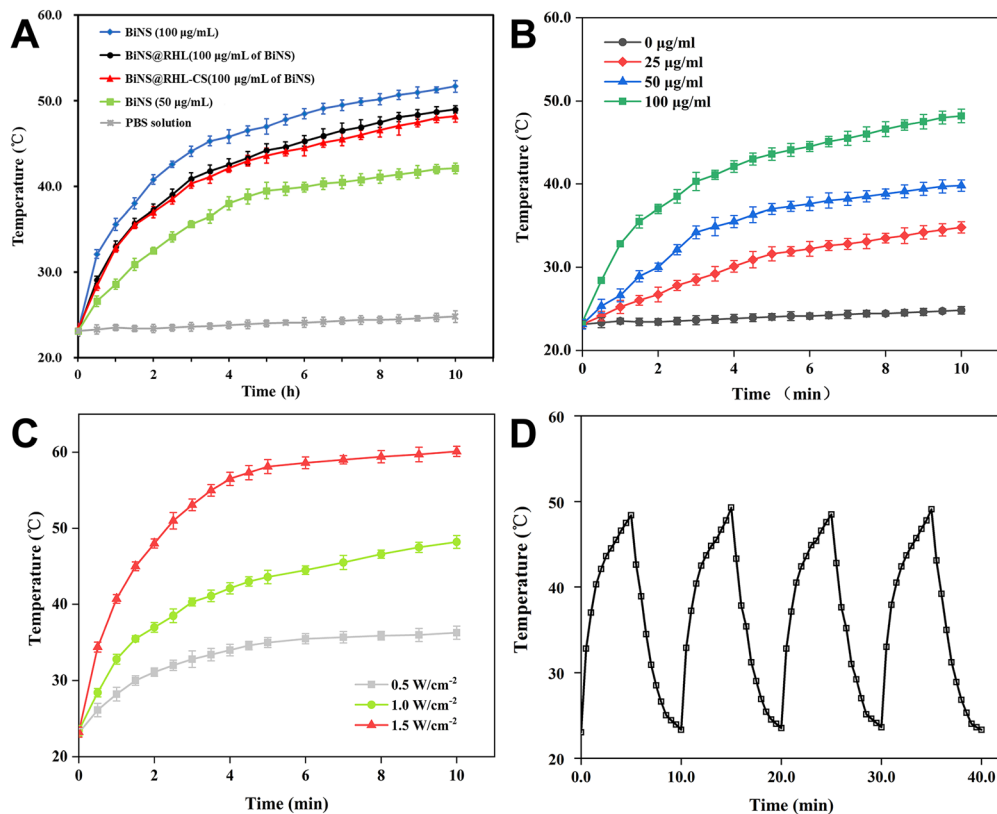 A
60.0
50.0
40.0
30.0
20.0
Temperature (℃)
BiNS (100 μg/mL)
BiNS@RHL(100 μg/mL of BiNS)
BiNS@RHL-CS(100 μg/mL of BiNS)
BiNS (50 μg/mL)
PBS solution
0 2 4 6 8 10
Time (h)
B
60.0
50.0
40.0
30.0
20.0
Temperature (℃)
0 μg/ml
25 μg/ml
50 μg/ml
100 μg/ml
0 2 4 6 8 10
Time （min）
C
60
50
40
30
20
Temperature (℃)
0.5 W/cm-2
1.0 W/cm-2
1.5 W/cm-2
0 2 4 6 8 10
Time (min)
D
60
50
40
30
20
Temperature (℃)
0.0 10.0 20.0 30.0 40.0
Time (min)